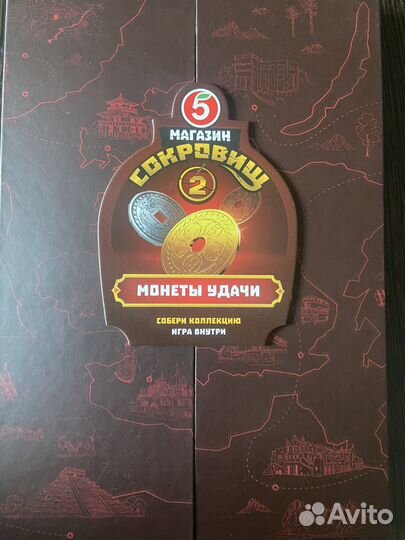 5
МАГАЗИН
СОКРОВИЩ
2
МОНЕТЫ УДАЧИ
СОБЕРИ КОЛЛЕКЦИЮ
ИГРА ВНУТРИ
Avito